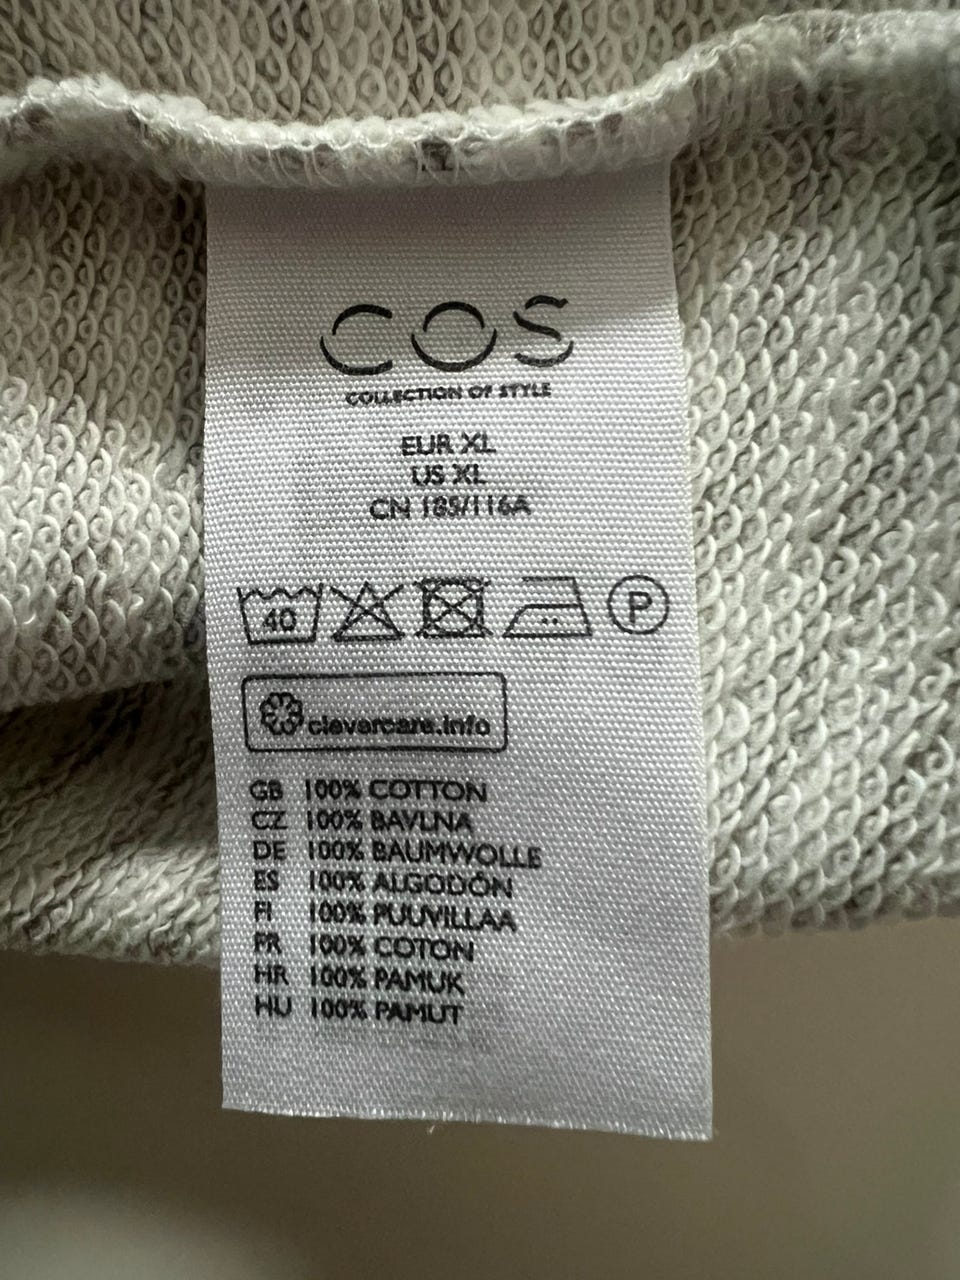 COS
COLLECTION OF STYLE
EUR XL
US XL
CN 185/116A
40 P
clevercare.info
GB 100% COTTON
CZ 100% BAVLNA
DE 100% BAUMWOLLE
ES 100% ALGODÓN
FI 100% PUUVILLAA
FR 100% COTON
HR 100% PAMUK
HU 100% PAMUT